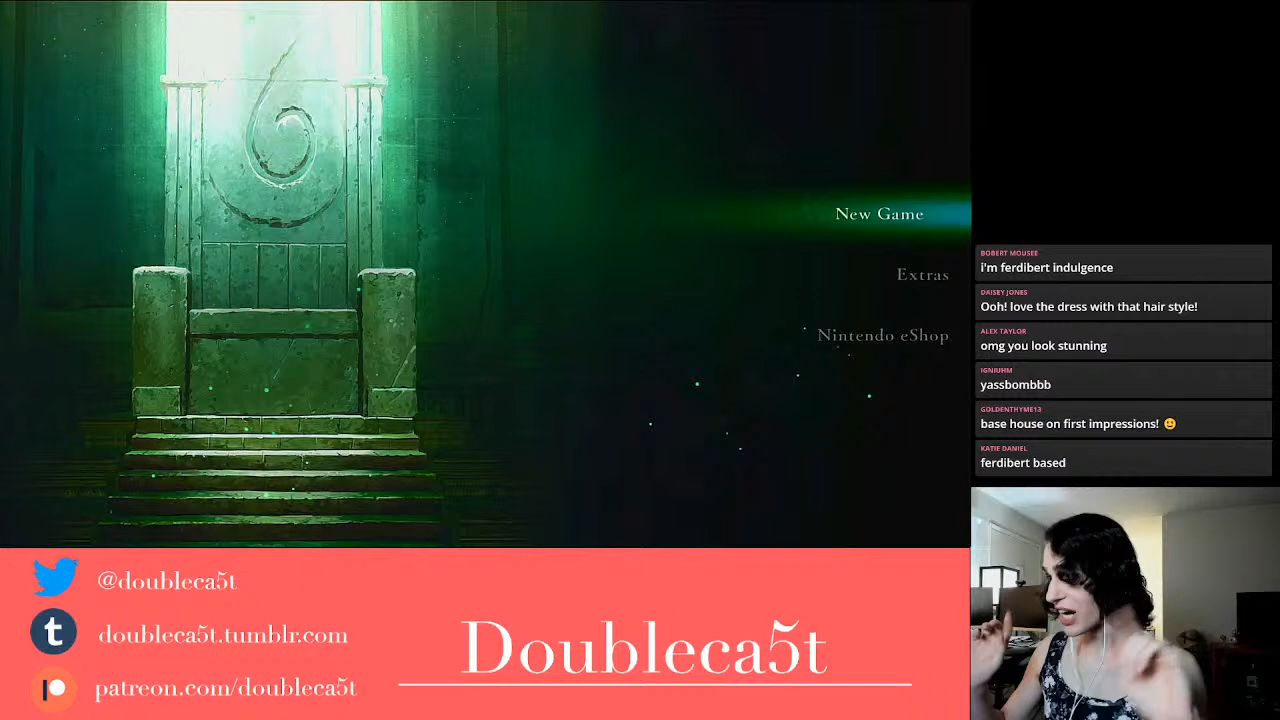 New Game
Extras
Nintendo eShop
BOBERT MOUSEE
i'm ferdibert indulgence
DAISEY JONES
Ooh! love the dress with that hair style!
ALEX TAYLOR
omg you look stunning
IGNIUHM
yassbombbb
GOLDENTHYME13
base house on first impressions! 😃
KATIE DANIEL
ferdibert based
@doubleca5t
doubleca5t.tumblr.com
patreon.com/doubleca5t
Doubleca5t